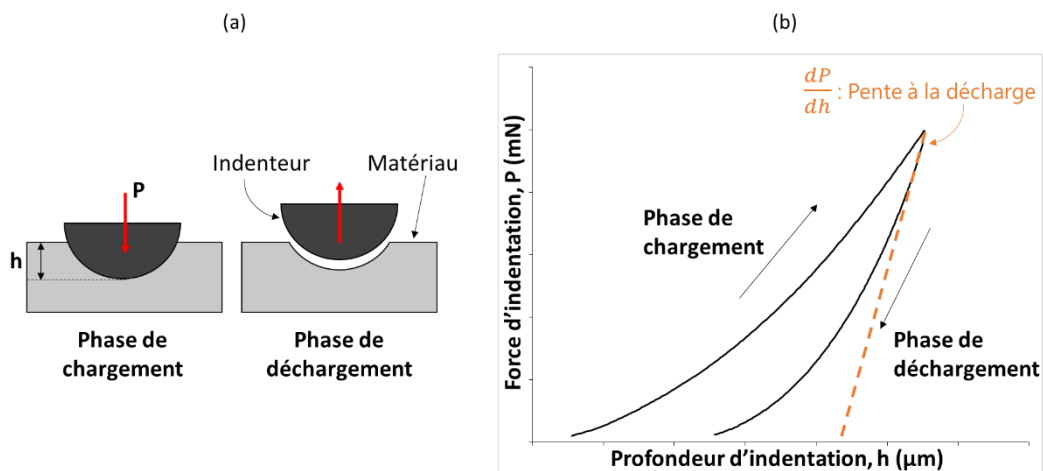 (a)
(b)
Indenteur
Matériau
P
h
Phase de
chargement
Phase de
déchargement
dP
dh
: Pente à la décharge
Force d'indentation, P (mN)
Phase de
chargement
Phase de
déchargement
Profondeur d'indentation, h (µm)